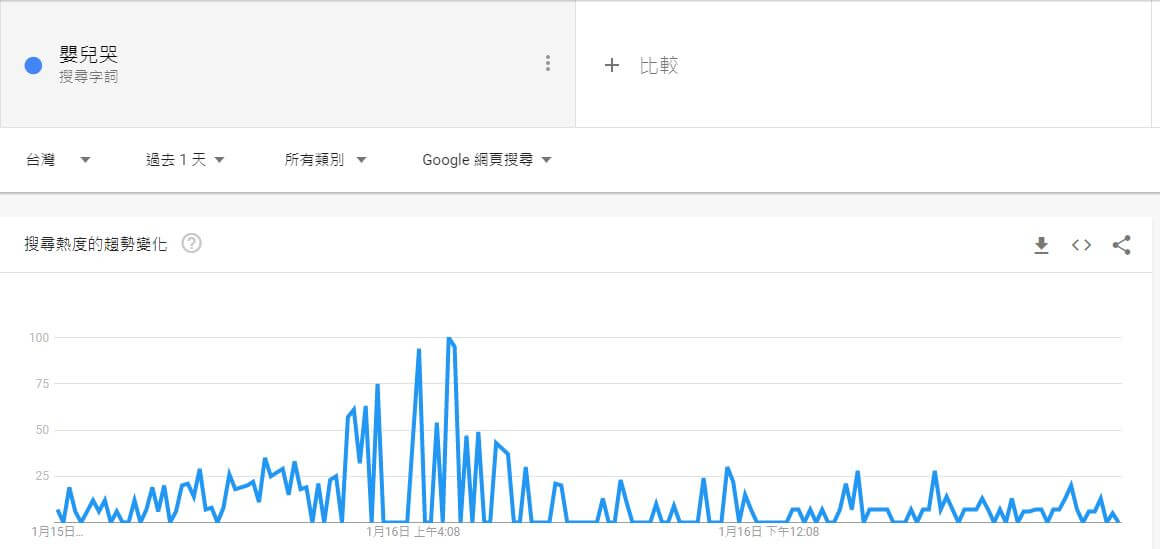 嬰兒哭
搜尋字詞
+ 比較
台灣 過去 1 天 所有類別 Google 網頁搜尋
搜尋熱度的趨勢變化 ?
100
75
50
25
1月15日… 1月16日 上午4:08 1月16日 下午12:08